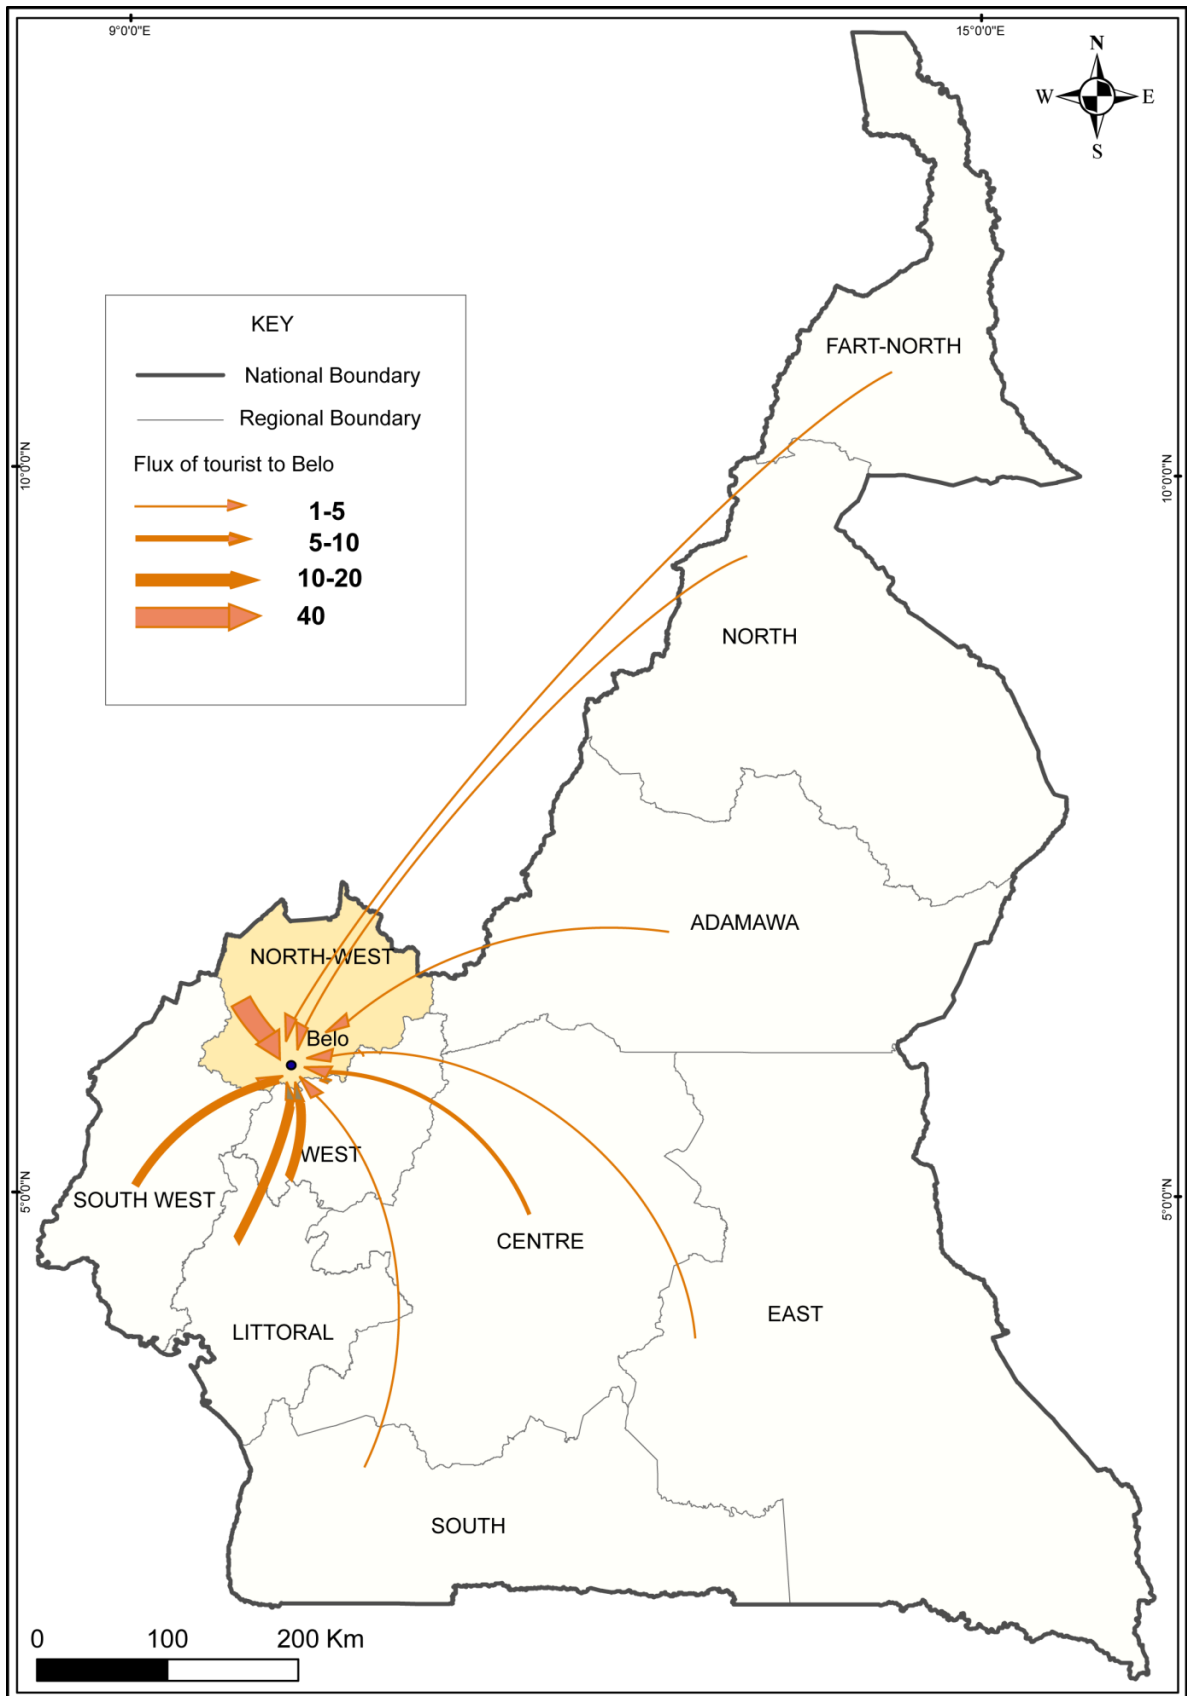 9°0'0"E
15°0'0"E
N
W
E
S
KEY
National Boundary
Regional Boundary
Flux of tourist to Belo
1-5
5-10
10-20
40
FART-NORTH
10°0'0"N
10°0'0"N
NORTH
ADAMAWA
NORTH-WEST
Belo
WEST
SOUTH WEST
5°0'0"N
5°0'0"N
CENTRE
EAST
LITTORAL
SOUTH
0 100 200 Km